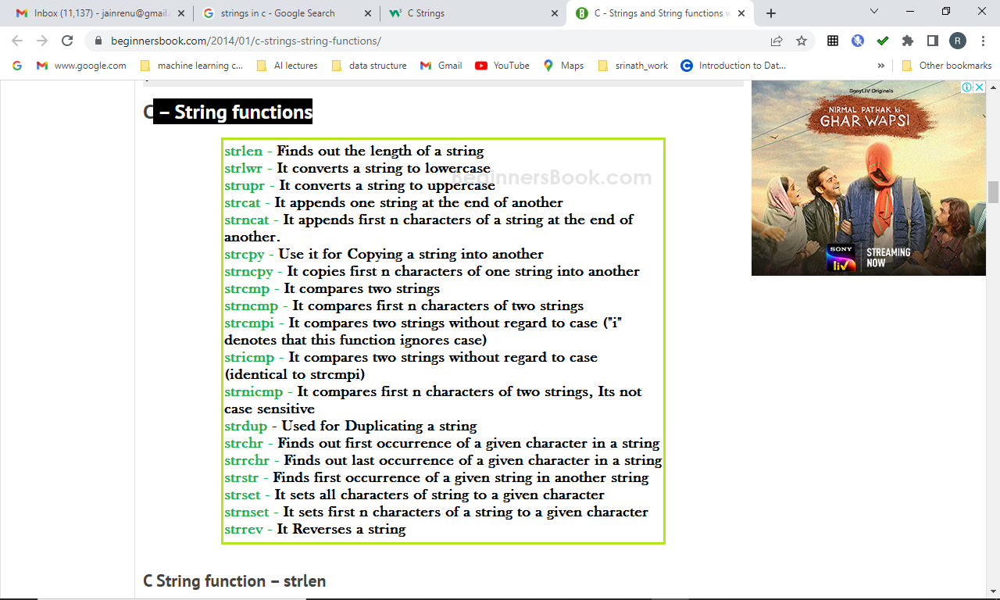 Inbox (11,137) - jainrenu@gmail.
strings in c - Google Search
C Strings
C - Strings and String functions w
beginnersbook.com/2014/01/c-strings-string-functions/
R
www.google.com
machine learning c...
AI lectures
data structure
Gmail
YouTube
Maps
srinath_work
Introduction to Dat...
»
Other bookmarks
C – String functions
BeginnersBook.com
strlen - Finds out the length of a string
strlwr - It converts a string to lowercase
strupr - It converts a string to uppercase
strcat - It appends one string at the end of another
strncat - It appends first n characters of a string at the end of
another.
strcpy - Use it for Copying a string into another
strncpy - It copies first n characters of one string into another
strcmp - It compares two strings
strncmp - It compares first n characters of two strings
strcmpi - It compares two strings without regard to case ("i"
denotes that this function ignores case)
stricmp - It compares two strings without regard to case
(identical to strcmpi)
strnicmp - It compares first n characters of two strings, Its not
case sensitive
strdup - Used for Duplicating a string
strchr - Finds out first occurrence of a given character in a string
strrchr - Finds out last occurrence of a given character in a string
strstr - Finds first occurrence of a given string in another string
strset - It sets all characters of string to a given character
strnset - It sets first n characters of a string to a given character
strrev - It Reverses a string
C String function – strlen
SonyLIV Originals
NIRMAL PATHAK ki
GHAR WAPSI
SONY
liv
STREAMING
NOW